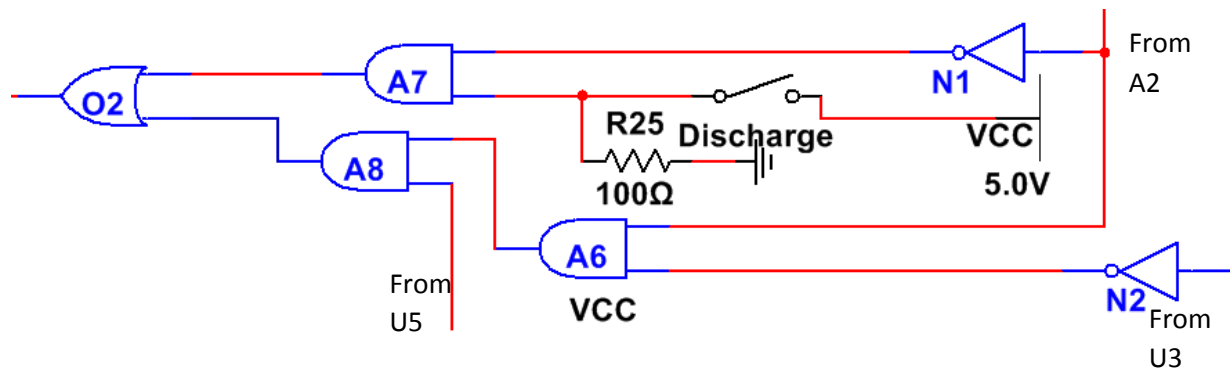 From
A2
N1
A7
O2
R25
Discharge
VCC
A8
100Ω
5.0V
A6
From
U5
VCC
N2
From
U3